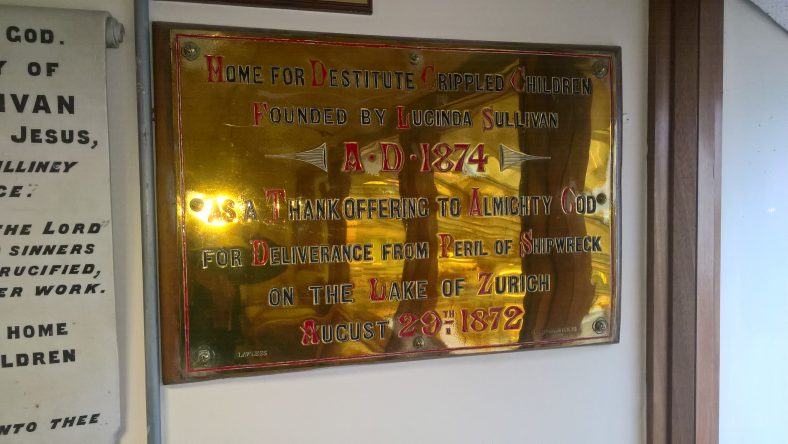 GOD.
OF
IVAN
JESUS,
ILLINEY
CE."
THE LORD
SINNERS
RUCIFIED,
ER WORK.
HOME
LDREN
NTO THEE
HOME FOR DESTITUTE CRIPPLED CHILDREN
FOUNDED BY LUCINDA SULLIVAN
A·D·1874
AS A THANKOFFERING TO ALMIGHTY GOD
FOR DELIVERANCE FROM PERIL OF SHIPWRECK
ON THE LAKE OF ZURICH
AUGUST 29TH 1872
LAWLESS